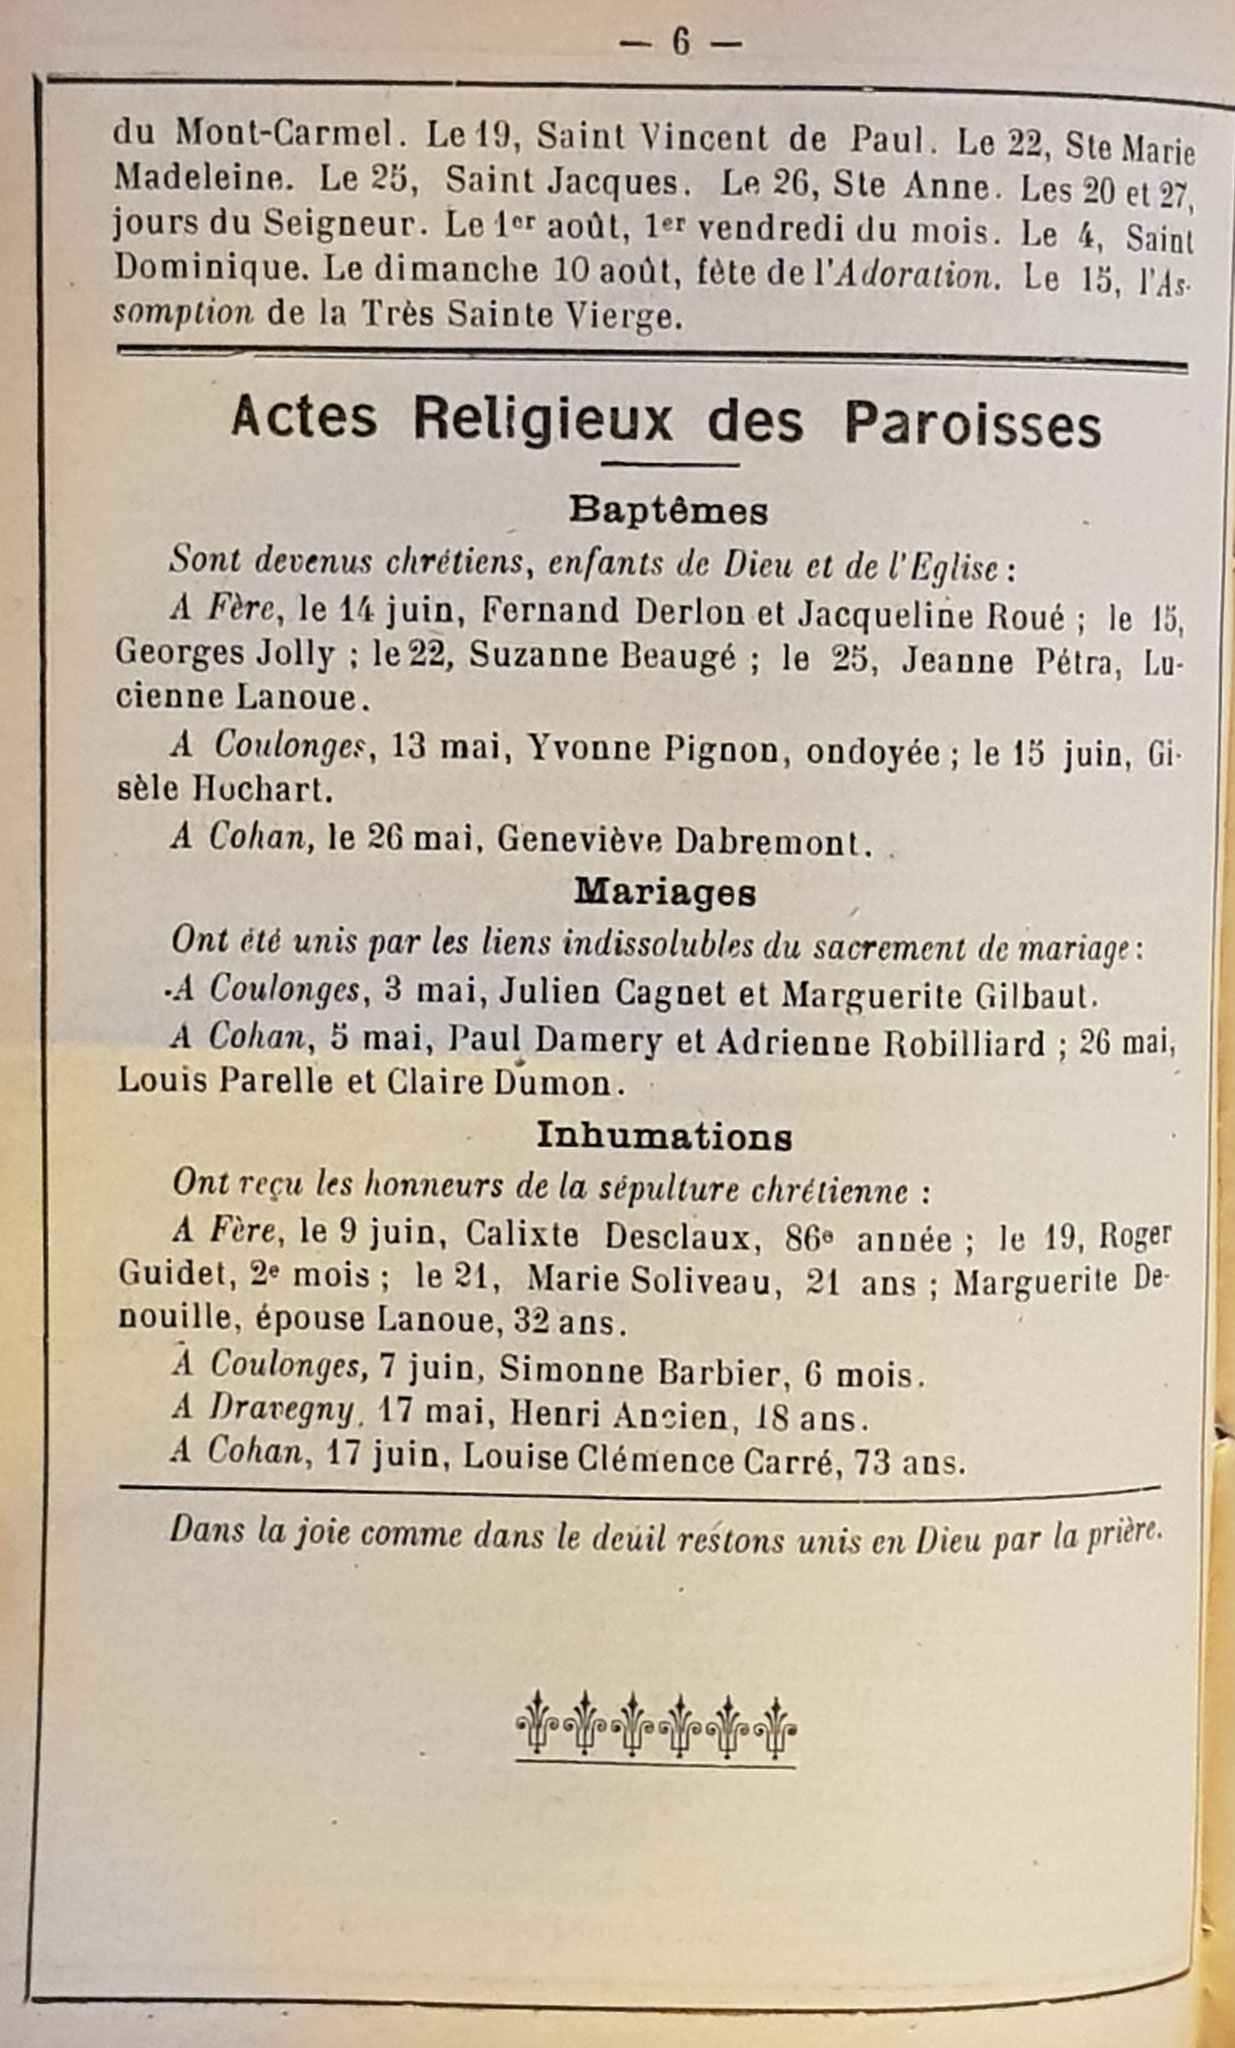 — 6 —
du Mont-Carmel. Le 19, Saint Vincent de Paul. Le 22, Ste Marie
Madeleine. Le 25, Saint Jacques. Le 26, Ste Anne. Les 20 et 27,
jours du Seigneur. Le 1er août, 1er vendredi du mois. Le 4, Saint
Dominique. Le dimanche 10 août, fète de l'Adoration. Le 15, l'As-
somption de la Très Sainte Vierge.
Actes Religieux des Paroisses
Baptêmes
Sont devenus chrétiens, enfants de Dieu et de l'Eglise :
A Fère, le 14 juin, Fernand Derlon et Jacqueline Roué ; le 15,
Georges Jolly ; le 22, Suzanne Beaugé ; le 25, Jeanne Pétra, Lu-
cienne Lanoue.
A Coulonges, 13 mai, Yvonne Pignon, ondoyée ; le 15 juin, Gi-
sèle Huchart.
A Cohan, le 26 mai, Geneviève Dabremont.
Mariages
Ont été unis par les liens indissolubles du sacrement de mariage :
A Coulonges, 3 mai, Julien Cagnet et Marguerite Gilbaut.
A Cohan, 5 mai, Paul Damery et Adrienne Robilliard ; 26 mai,
Louis Parelle et Claire Dumon.
Inhumations
Ont reçu les honneurs de la sépulture chrétienne :
A Fère, le 9 juin, Calixte Desclaux, 86e année ; le 19, Roger
Guidet, 2e mois ; le 21, Marie Soliveau, 21 ans ; Marguerite De-
nouille, épouse Lanoue, 32 ans.
A Coulonges, 7 juin, Simonne Barbier, 6 mois.
A Dravegny, 17 mai, Henri Ancien, 18 ans.
A Cohan, 17 juin, Louise Clémence Carré, 73 ans.
Dans la joie comme dans le deuil restons unis en Dieu par la prière.